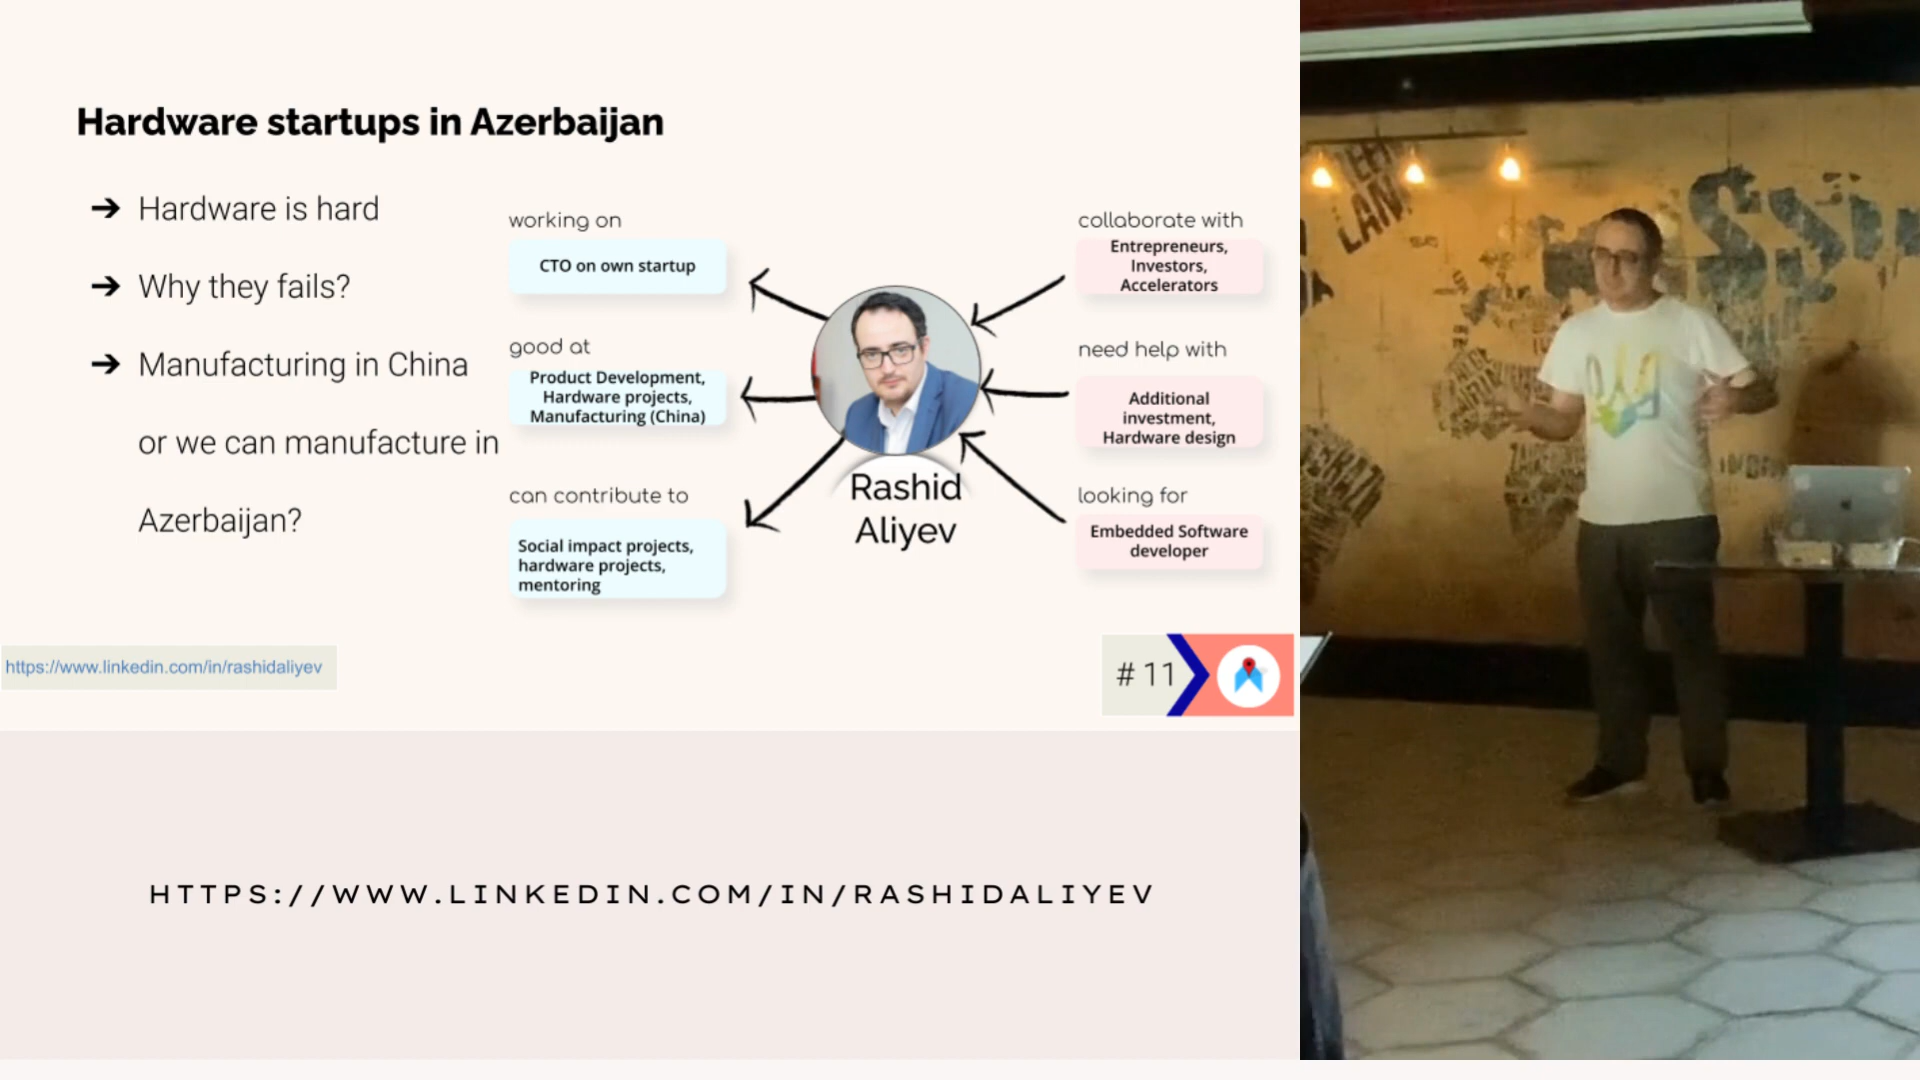 Hardware startups in Azerbaijan
➔ Hardware is hard
➔ Why they fails?
➔ Manufacturing in China
or we can manufacture in
Azerbaijan?
working on
CTO on own startup
good at
Product Development,
Hardware projects,
Manufacturing (China)
can contribute to
Social impact projects,
hardware projects,
mentoring
Rashid
Aliyev
collaborate with
Entrepreneurs,
Investors,
Accelerators
need help with
Additional
investment,
Hardware design
looking for
Embedded Software
developer
https://www.linkedin.com/in/rashidaliyev
# 11
HTTPS://WWW.LINKEDIN.COM/IN/RASHIDALIYEV